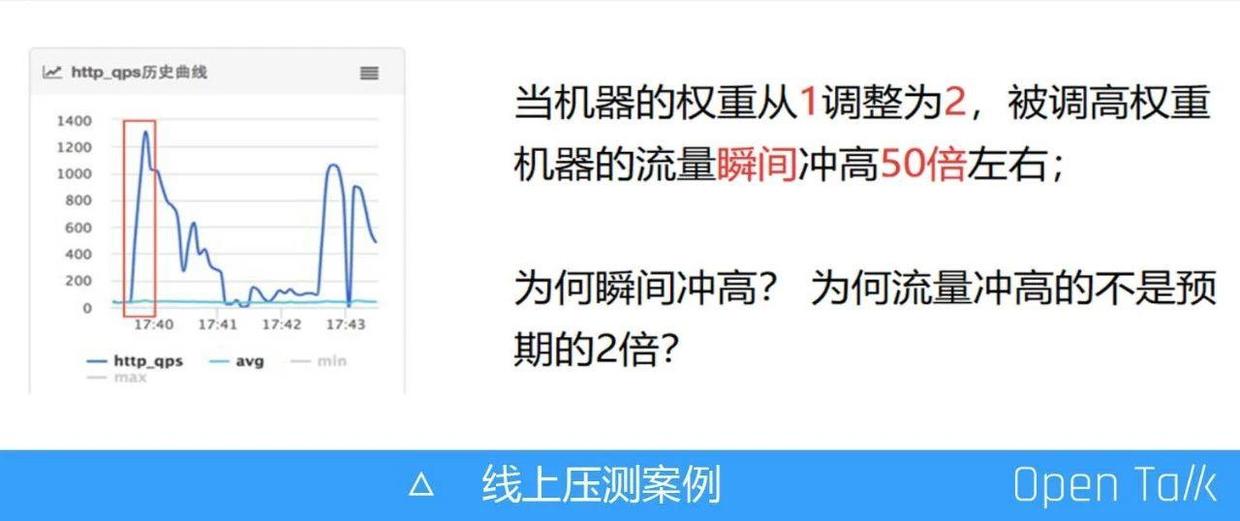 http_qps历史曲线
1400
1200
1000
800
600
400
200
0
17:40 17:41 17:42 17:43
http_qps avg min
max
当机器的权重从1调整为2，被调高权重
机器的流量瞬间冲高50倍左右；
为何瞬间冲高？ 为何流量冲高的不是预
期的2倍？
△ 线上压测案例
Open Talk